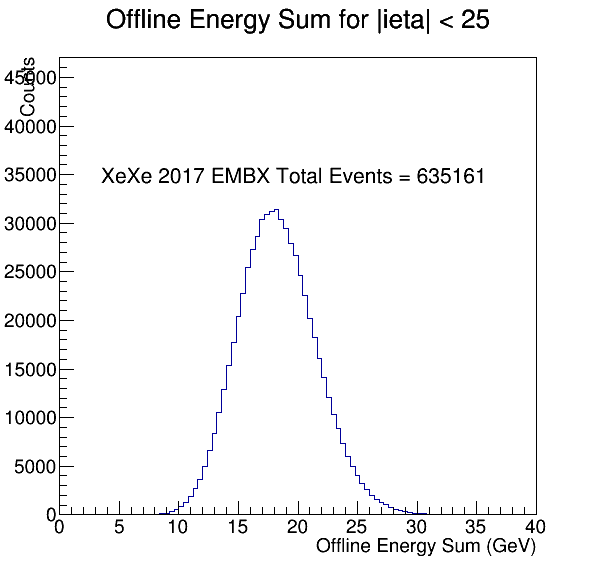 Offline Energy Sum for |ieta| < 25
Counts
45000
40000
XeXe 2017 EMBX Total Events = 635161
35000
30000
25000
20000
15000
10000
5000
0
0 5 10 15 20 25 30 35 40
Offline Energy Sum (GeV)